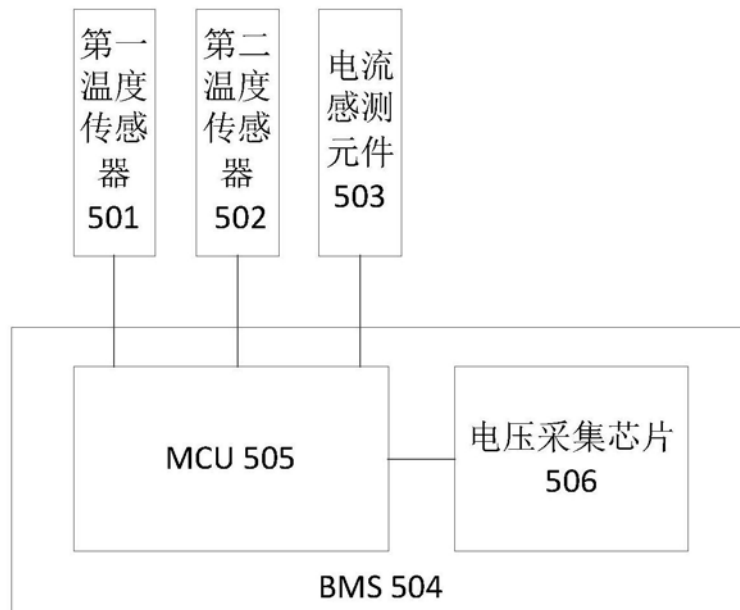 第一
温度
传感
器
501
第二
温度
传感
器
502
电流
感测
元件
503
MCU 505
电压采集芯片
506
BMS 504